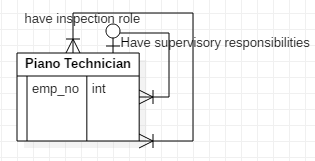 have inspection role
Have supervisory responsibilities
Piano Technician
emp_no int